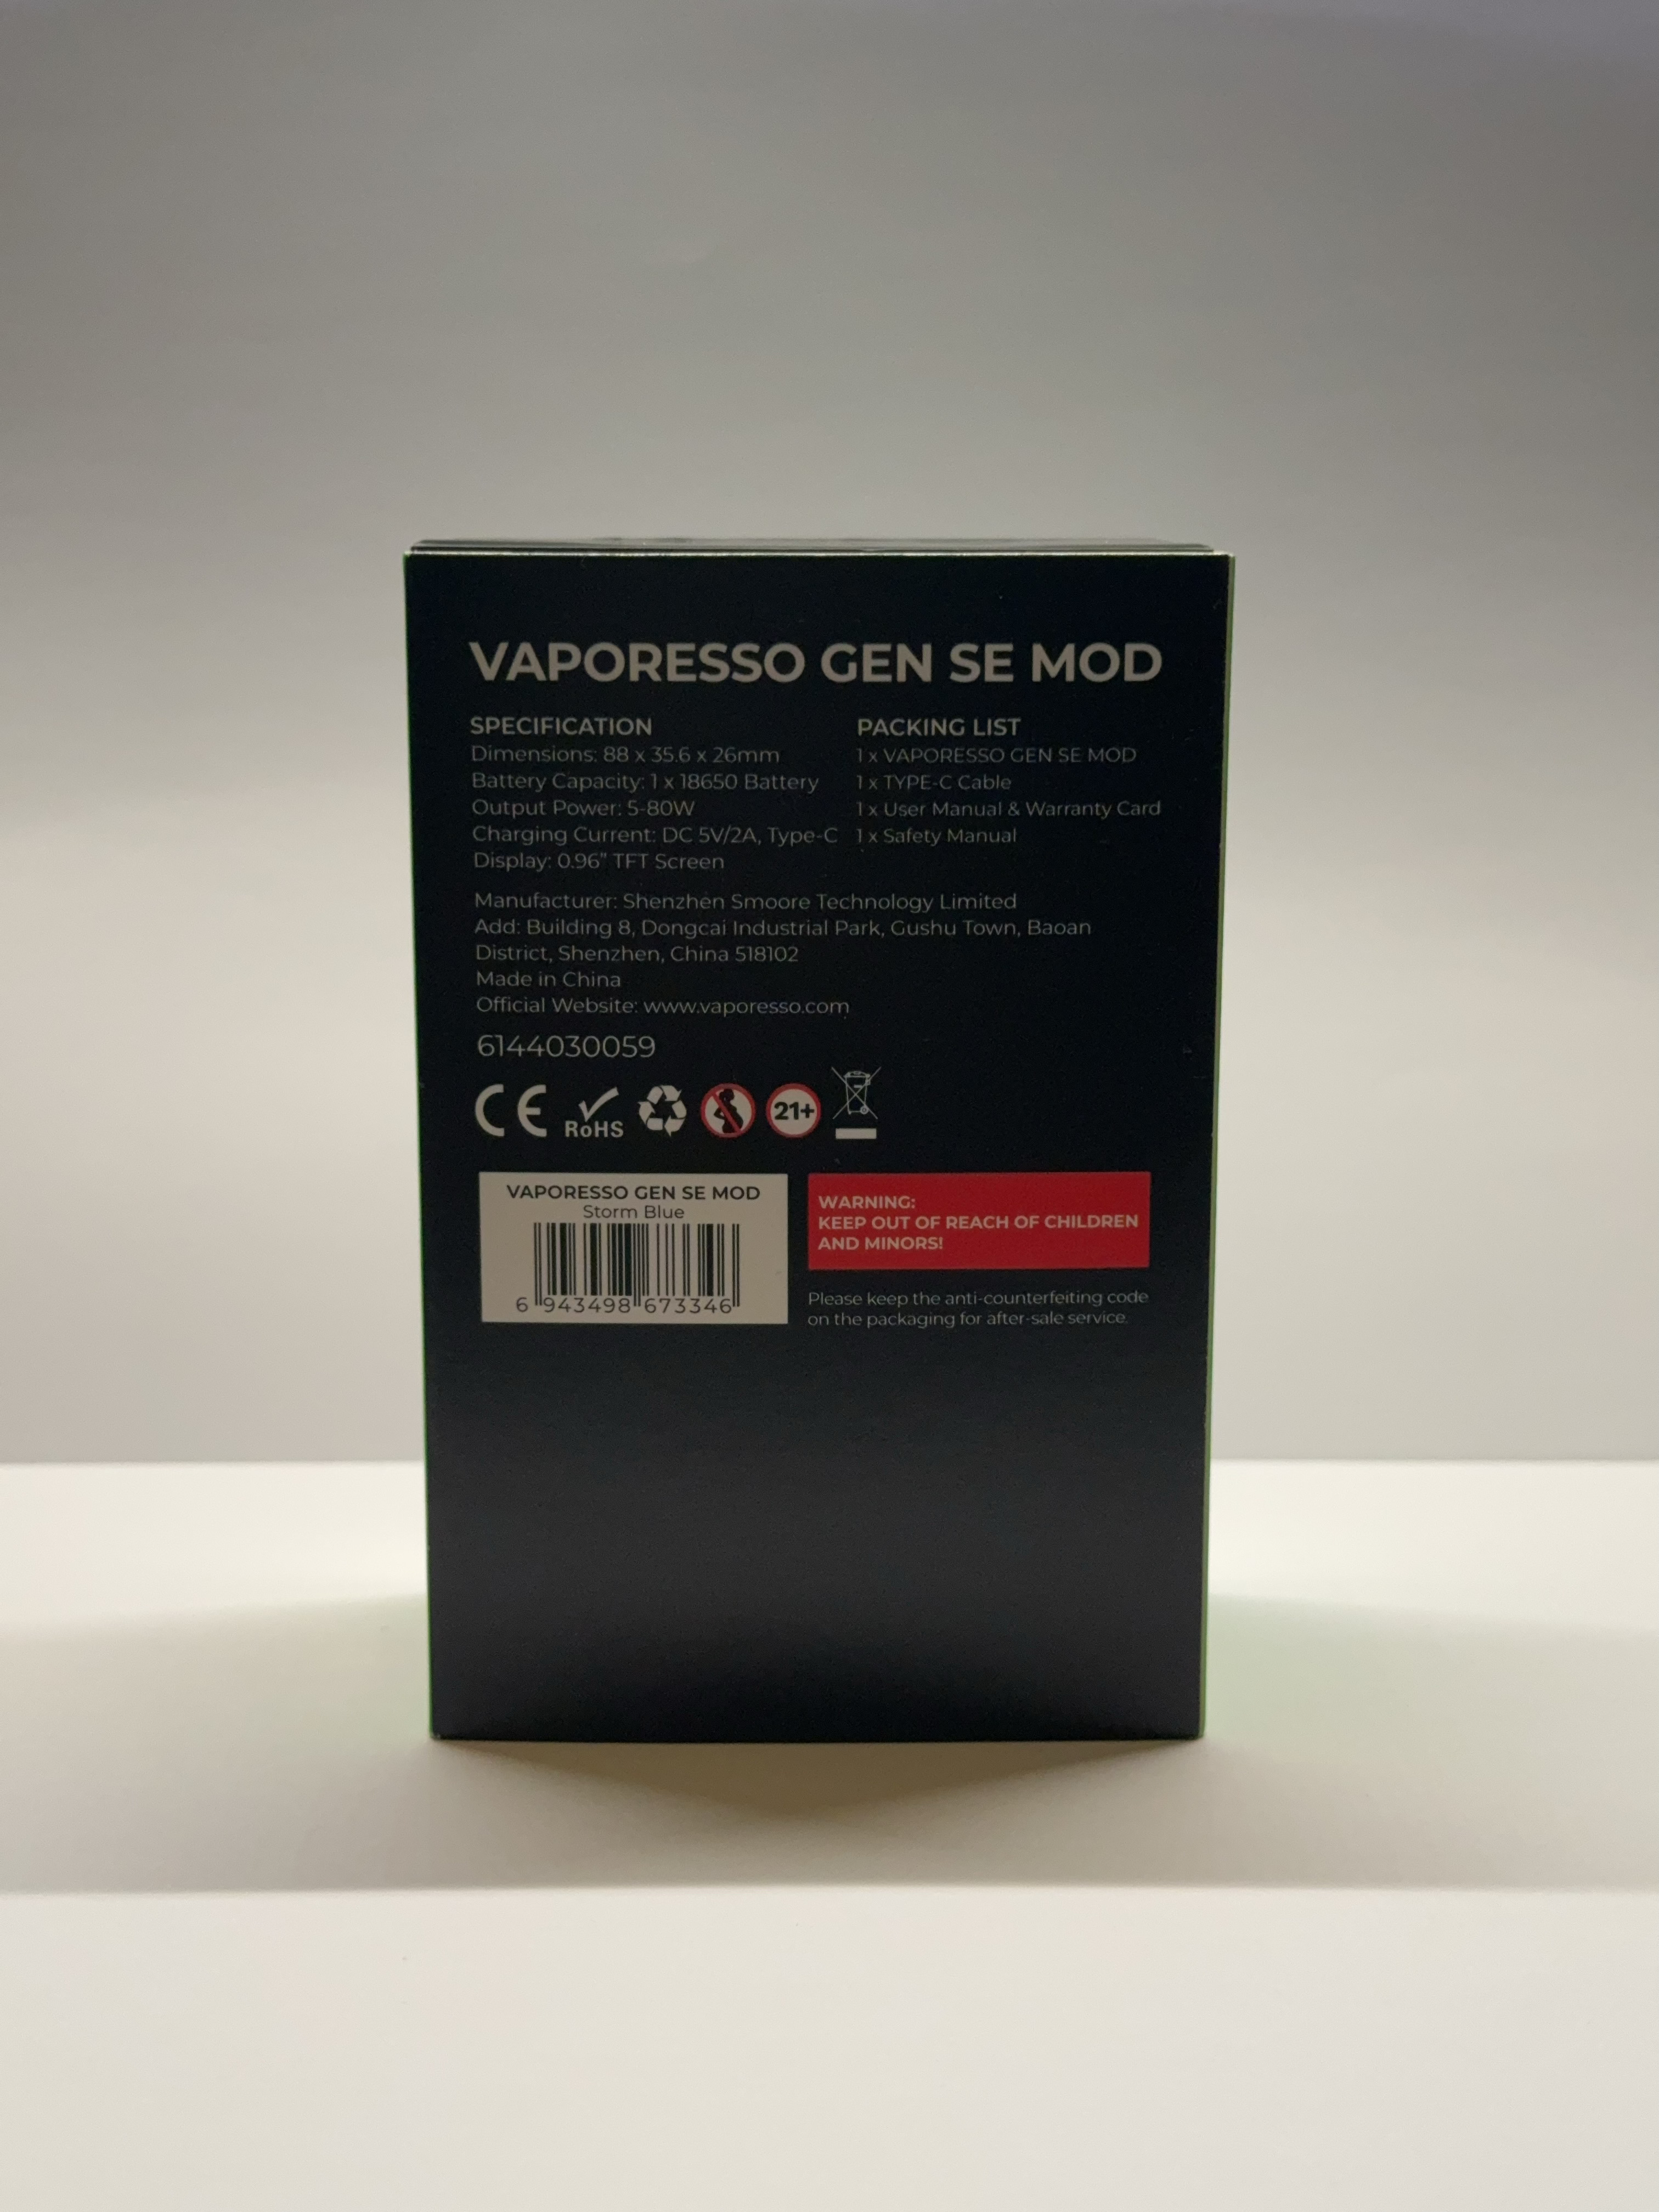 VAPORESSO GEN SE MOD
SPECIFICATION
Dimensions: 88 x 35.6 x 26mm
Battery Capacity: 1 x 18650 Battery
Output Power: 5-80W
Charging Current: DC 5V/2A, Type-C
Display: 0.96" TFT Screen
PACKING LIST
1 x VAPORESSO GEN SE MOD
1 x TYPE-C Cable
1 x User Manual & Warranty Card
1 x Safety Manual
Manufacturer: Shenzhen Smoore Technology Limited
Add: Building 8, Dongcai Industrial Park, Gushu Town, Baoan
District, Shenzhen, China 518102
Made in China
Official Website: www.vaporesso.com
6144030059
CE
RoHS
21+
VAPORESSO GEN SE MOD
Storm Blue
6 943498 673346
WARNING:
KEEP OUT OF REACH OF CHILDREN
AND MINORS!
Please keep the anti-counterfeiting code
on the packaging for after-sale service.